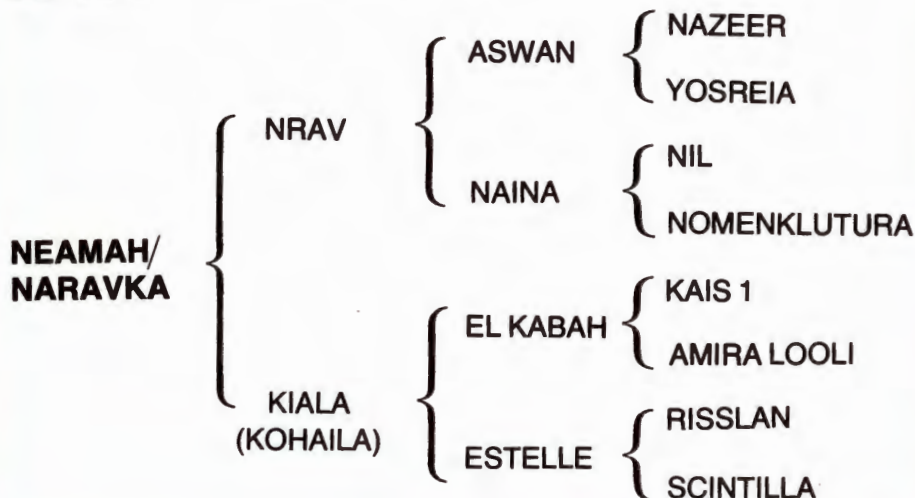 NEAMAH/
NARAVKA
NRAV
KIALA
(KOHAILA)
ASWAN
NAINA
EL KABAH
ESTELLE
NAZEER
YOSREIA
NIL
NOMENKLUTURA
KAIS 1
AMIRA LOOLI
RISSLAN
SCINTILLA